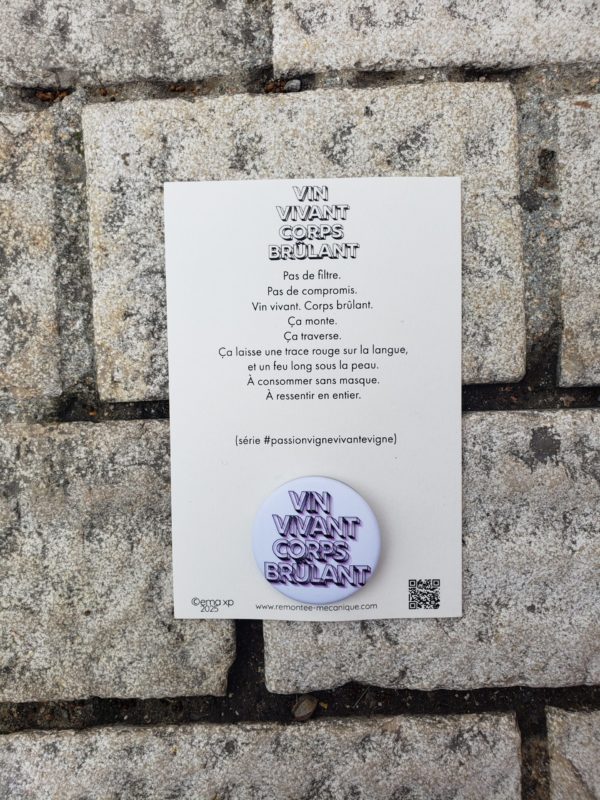 VIN
VIVANT
CORPS
BRÛLANT
Pas de filtre.
Pas de compromis.
Vin vivant. Corps brûlant.
Ça monte.
Ça traverse.
Ça laisse une trace rouge sur la langue,
et un feu long sous la peau.
À consommer sans masque.
À ressentir en entier.
(série #passionvignevivantevigne)
VIN
VIVANT
CORPS
BRÛLANT
©ema xp
2025
www.remontee-mecanique.com